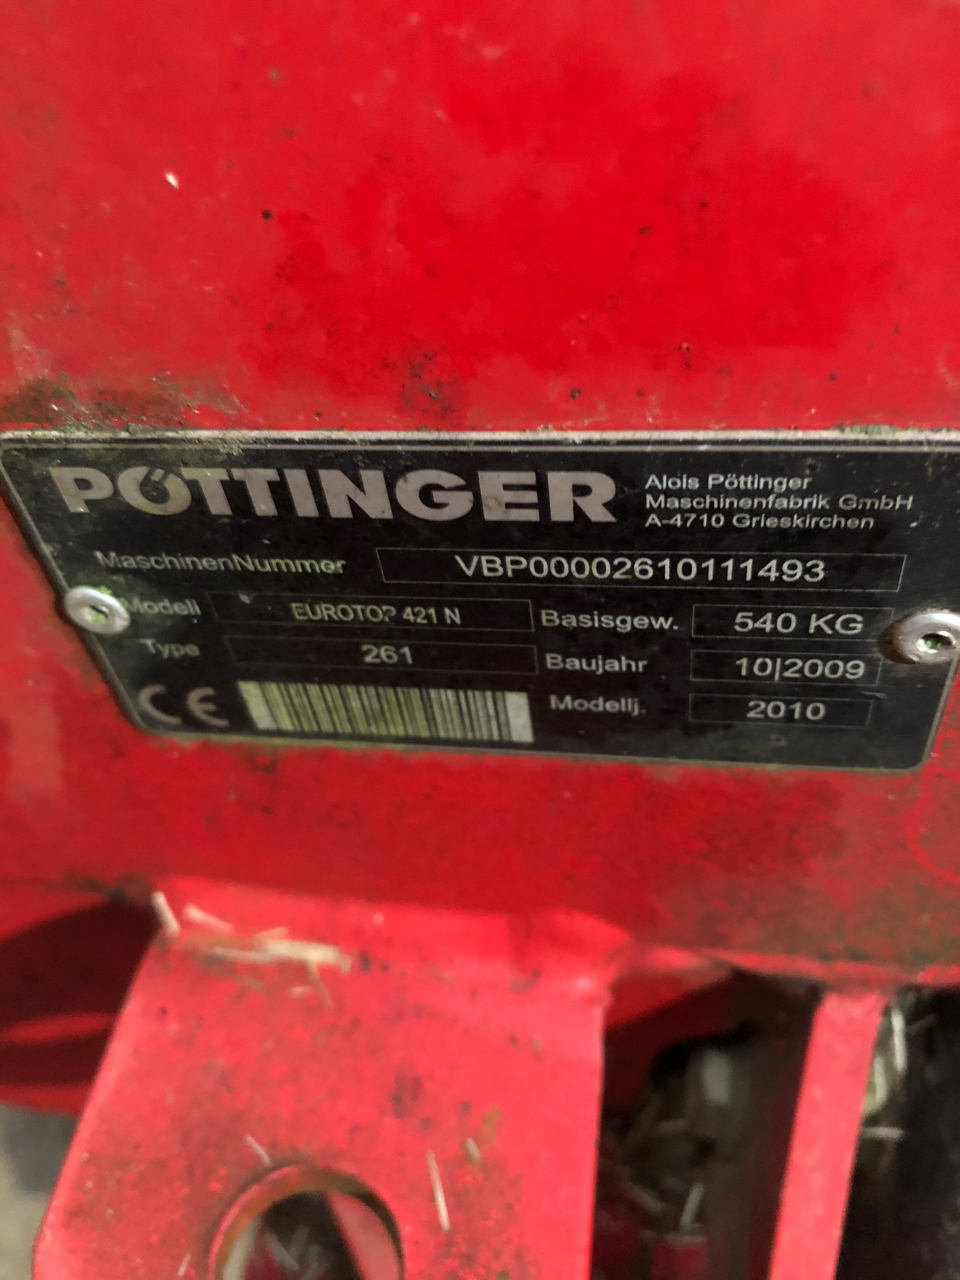 PÖTTINGER
Alois Pöttinger
Maschinenfabrik GmbH
A-4710 Grieskirchen
MaschinenNummer VBP00002610111493
Modell EUROTOP 421 N Basisgew. 540 KG
Type 261 Baujahr 10|2009
CE Modellj. 2010